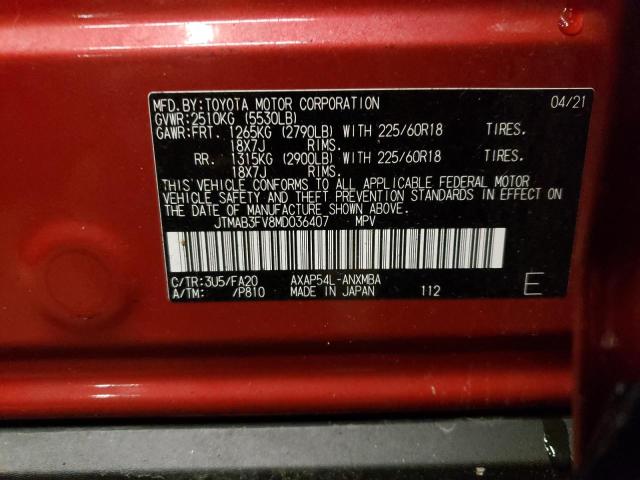 MFD.BY:TOYOTA MOTOR CORPORATION 04/21
GVWR:2510KG (5530LB)
GAWR:FRT. 1265KG (2790LB) WITH 225/60R18 TIRES.
18X7J RIMS.
RR. 1315KG (2900LB) WITH 225/60R18 TIRES.
18X7J RIMS.
THIS VEHICLE CONFORMS TO ALL APPLICABLE FEDERAL MOTOR
VEHICLE SAFETY AND THEFT PREVENTION STANDARDS IN EFFECT ON
THE DATE OF MANUFACTURE SHOWN ABOVE.
JTMAB3FV8MD036407 MPV
C/TR:3U5/FA20 AXAP54L-ANXMBA
A/TM: /P810 MADE IN JAPAN 112 E